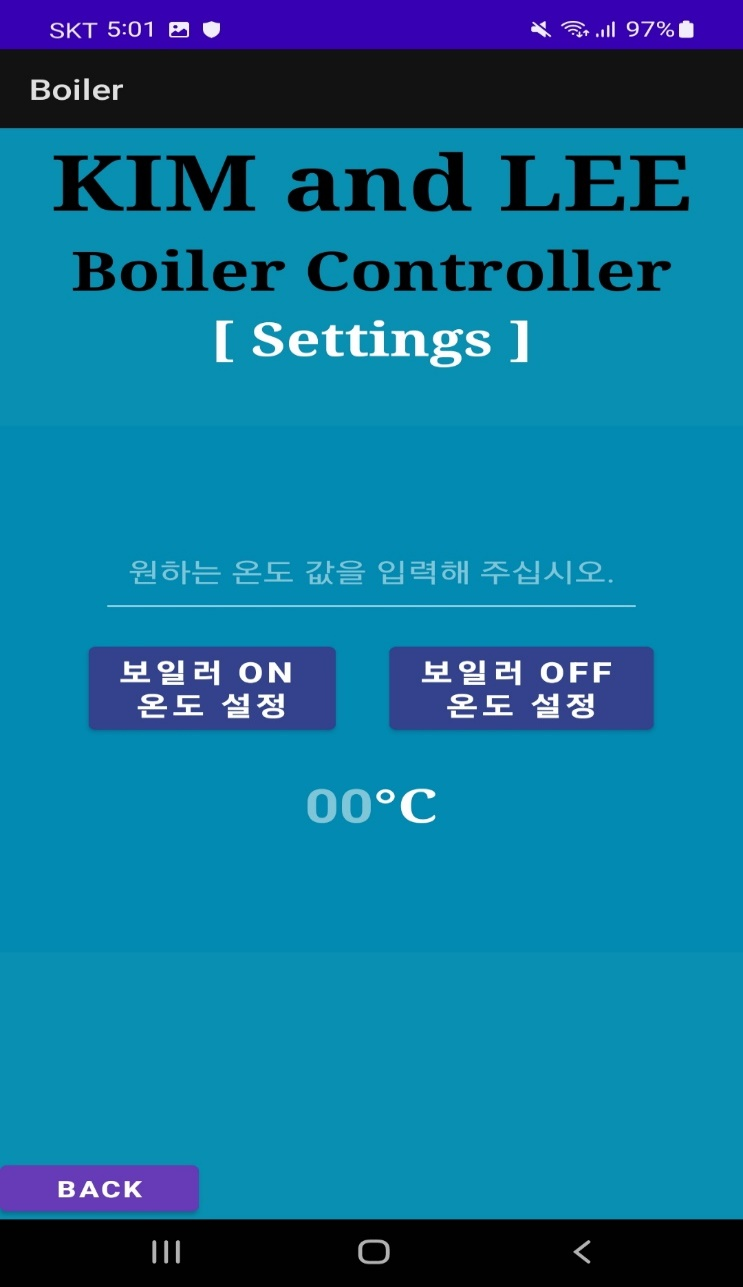 SKT 5:01 97%
Boiler
KIM and LEE
Boiler Controller
[ Settings ]
원하는 온도 값을 입력해 주십시오.
보일러 ON
온도 설정
보일러 OFF
온도 설정
00°C
BACK